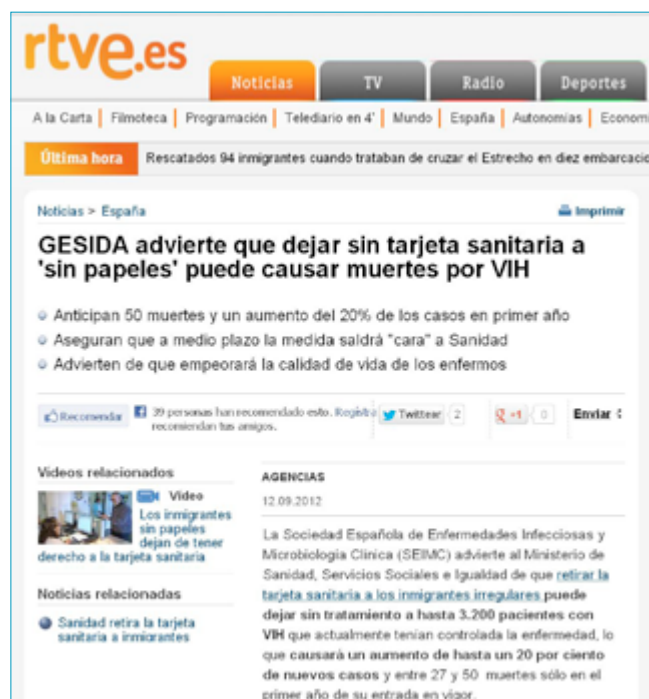 rtve.es
Noticias TV Radio Deportes
A la Carta | Filmoteca | Programación | Telediario en 4' | Mundo | España | Autonomías | Econom
Última hora Rescatados 94 inmigrantes cuando trataban de cruzar el Estrecho en diez embarcacio
Noticias > España Imprimir
GESIDA advierte que dejar sin tarjeta sanitaria a
'sin papeles' puede causar muertes por VIH
Anticipan 50 muertes y un aumento del 20% de los casos en primer año
Aseguran que a medio plazo la medida saldrá "cara" a Sanidad
Advierten de que empeorará la calidad de vida de los enfermos
Recomendar 39 personas han recomendado esto. Registra Twittear 2 +1 0 Enviar
recomiendan tus amigos.
Videos relacionados
Vídeo
Los inmigrantes
sin papeles
dejan de tener
derecho a la tarjeta sanitaria
Noticias relacionadas
Sanidad retira la tarjeta
sanitaria a inmigrantes
AGENCIAS
12.09.2012
La Sociedad Española de Enfermedades Infecciosas y
Microbiología Clínica (SEIMC) advierte al Ministerio de
Sanidad, Servicios Sociales e Igualdad de que retirar la
tarjeta sanitaria a los inmigrantes irregulares puede
dejar sin tratamiento a hasta 3.200 pacientes con
VIH que actualmente tenían controlada la enfermedad, lo
que causará un aumento de hasta un 20 por ciento
de nuevos casos y entre 27 y 50 muertes sólo en el
primer año de su entrada en vigor.